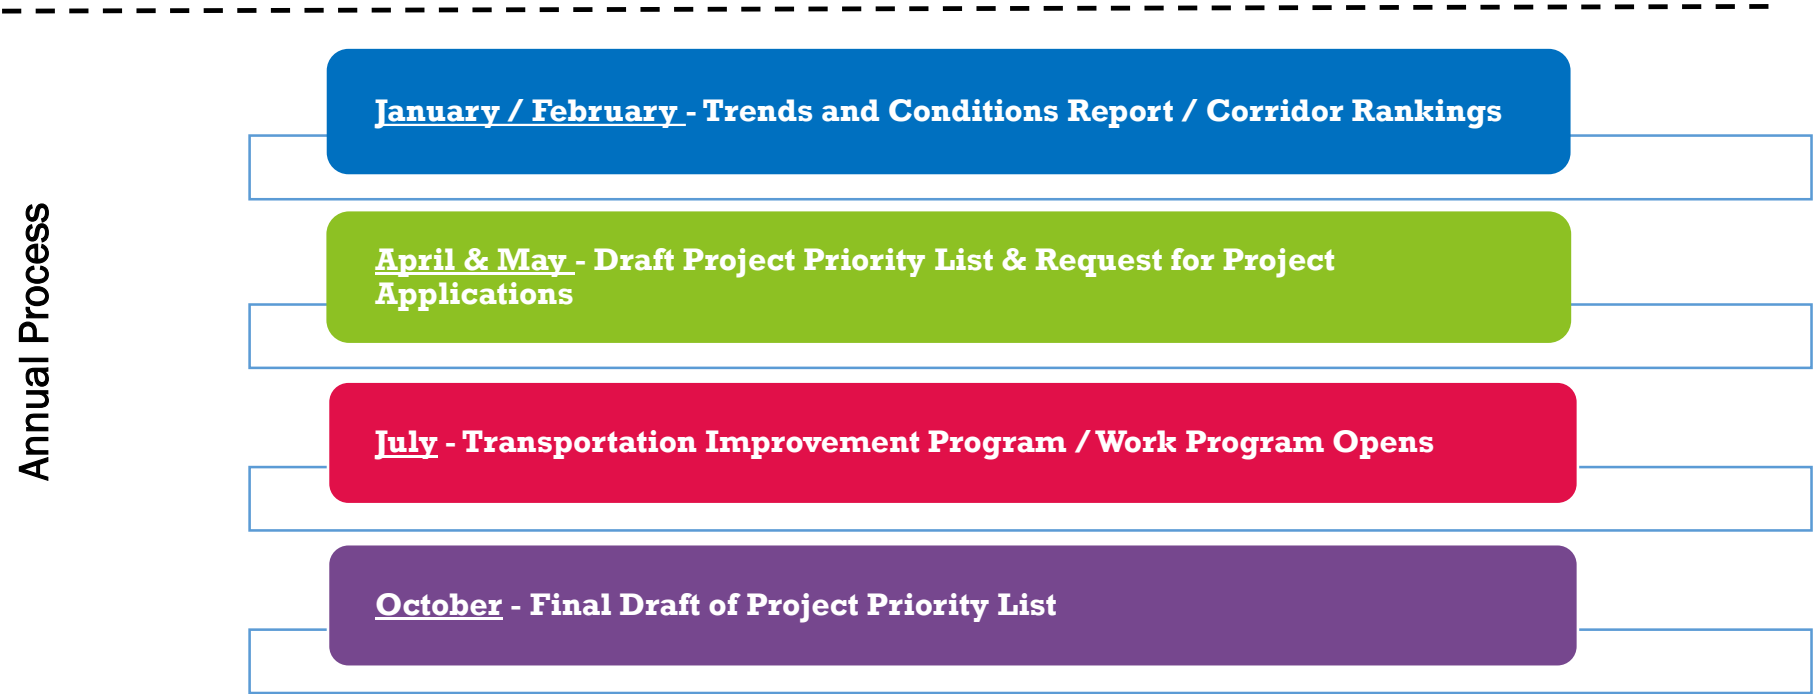 Annual Process
January / February - Trends and Conditions Report / Corridor Rankings
April & May - Draft Project Priority List & Request for Project
Applications
July - Transportation Improvement Program / Work Program Opens
October - Final Draft of Project Priority List